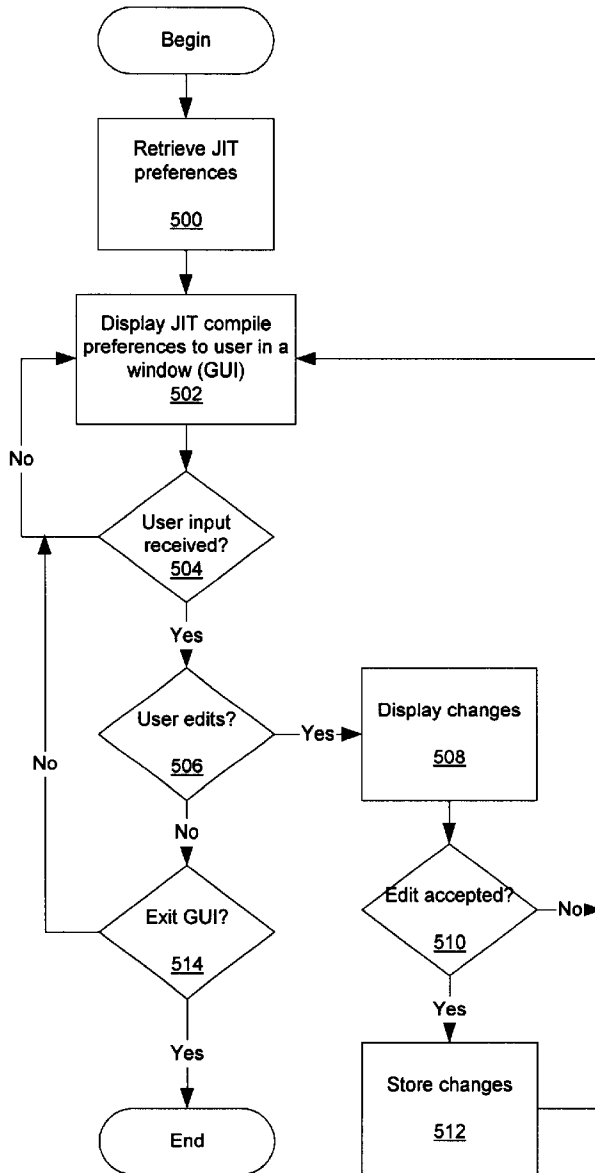 Begin
Retrieve JIT
preferences
500
Display JIT compile
preferences to user in a
window (GUI)
502
No
User input
received?
504
Yes
User edits?
506
Yes
Display changes
508
No
No
Edit accepted?
510
No
Exit GUI?
514
Yes
Yes
Store changes
512
End